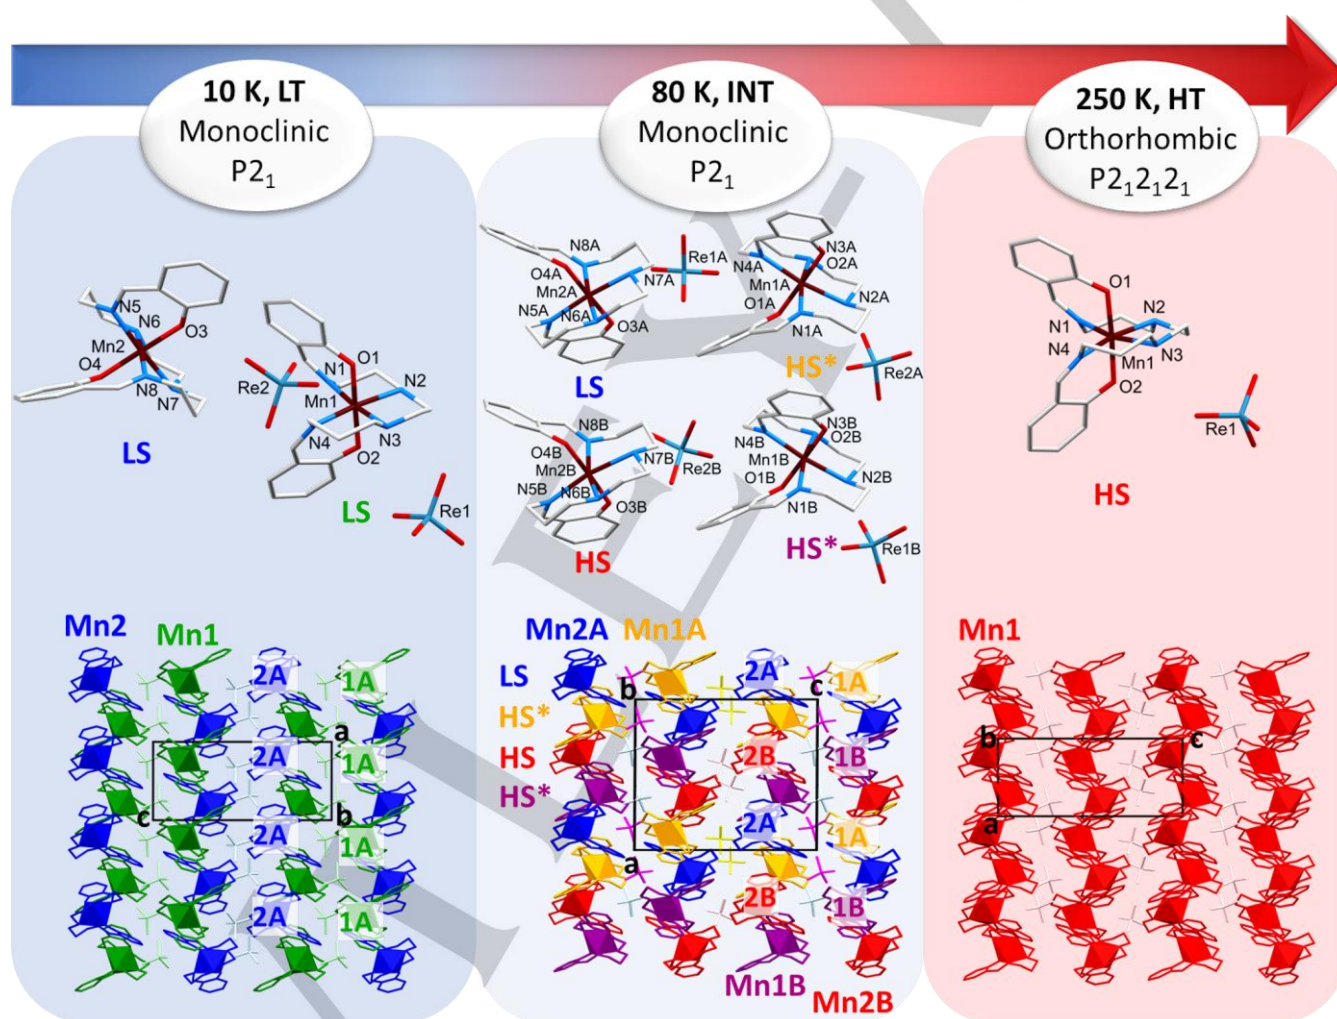 10 K, LT
Monoclinic
P2₁
80 K, INT
Monoclinic
P2₁
250 K, HT
Orthorhombic
P2₁2₁2₁
N5
N6
O3
Mn2
O4
N8
N7
LS
O1
N1
N2
Re2
Mn1
N4
N3
O2
LS
Re1
N8A
O4A
Re1A
N7A
Mn2A
N5A
N6A
O3A
LS
N3A
N4A
O2A
Mn1A
O1A
N2A
N1A
HS*
Re2A
N8B
O4B
N7B
Mn2B
Re2B
N5B
N6B
O3B
HS
N3B
N4B
O2B
Mn1B
O1B
N2B
N1B
HS*
Re1B
O1
N1
N2
N4
N3
Mn1
O2
Re1
HS
Mn2 Mn1
2A 1A
a
2A 1A
c b
2A 1A
2A 1A
Mn2A Mn1A
LS 2A 1A
b c
HS*
HS 2B 1B
HS*
2A 1A
a
2B 1B
Mn1B
Mn2B
Mn1
b c
a